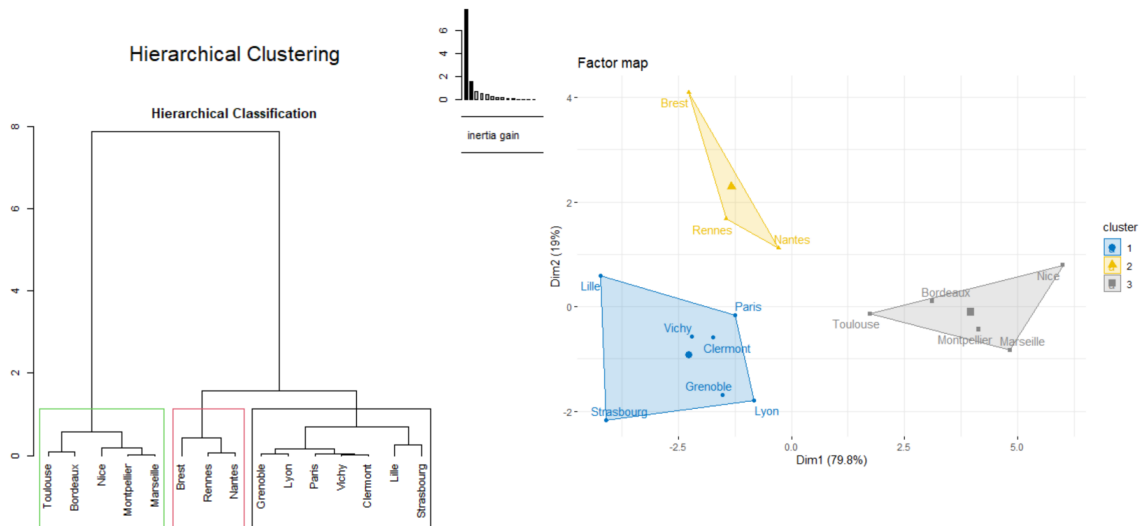 Hierarchical Clustering
Hierarchical Classification
8
6
4
2
0
Toulouse
Bordeaux
Nice
Montpellier
Marseille
Brest
Rennes
Nantes
Grenoble
Lyon
Paris
Vichy
Clermont
Lille
Strasbourg
6
4
2
0
inertia gain
Factor map
4
2
0
-2
Dim2 (19%)
Brest
Rennes
Nantes
Lille
Paris
Vichy
Clermont
Grenoble
Strasbourg
Lyon
Nice
Bordeaux
Toulouse
Montpellier
Marseille
-2.5
0.0
2.5
5.0
Dim1 (79.8%)
cluster
1
2
3